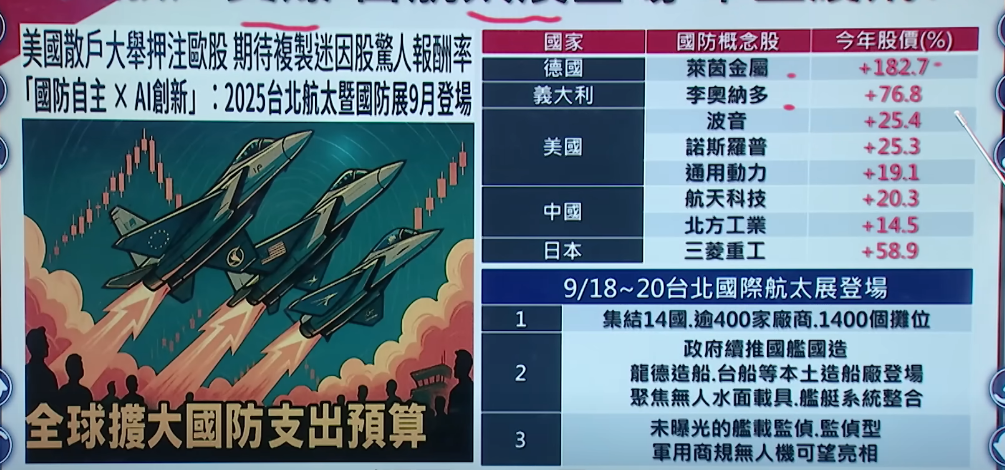 美國散戶大舉押注歐股 期待複製迷因股驚人報酬率
「國防自主 × AI創新」：2025台北航太暨國防展9月登場
全球擴大國防支出預算
國家 國防概念股 今年股價(%)
德國 萊茵金屬 +182.7
義大利 李奧納多 +76.8
美國 波音 +25.4
諾斯羅普 +25.3
通用動力 +19.1
中國 航天科技 +20.3
北方工業 +14.5
日本 三菱重工 +58.9
9/18~20台北國際航太展登場
1 集結14國.逾400家廠商.1400個攤位
2 政府續推國艦國造
龍德造船.台船等本土造船廠登場
聚焦無人水面載具.艦艇系統整合
3 未曝光的艦載監偵.監偵型
軍用商規無人機可望亮相